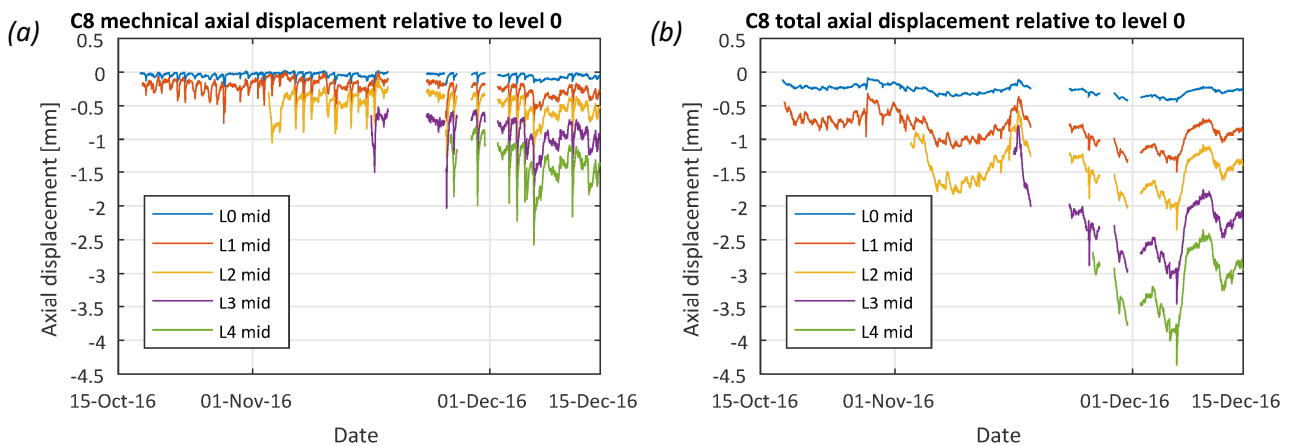 (a)
C8 mechnical axial displacement relative to level 0
0.5
0
-0.5
-1
-1.5
-2
-2.5
-3
-3.5
-4
-4.5
Axial displacement [mm]
L0 mid
L1 mid
L2 mid
L3 mid
L4 mid
15-Oct-16 01-Nov-16 01-Dec-16 15-Dec-16
Date
(b)
C8 total axial displacement relative to level 0
0.5
0
-0.5
-1
-1.5
-2
-2.5
-3
-3.5
-4
-4.5
Axial displacement [mm]
L0 mid
L1 mid
L2 mid
L3 mid
L4 mid
15-Oct-16 01-Nov-16 01-Dec-16 15-Dec-16
Date